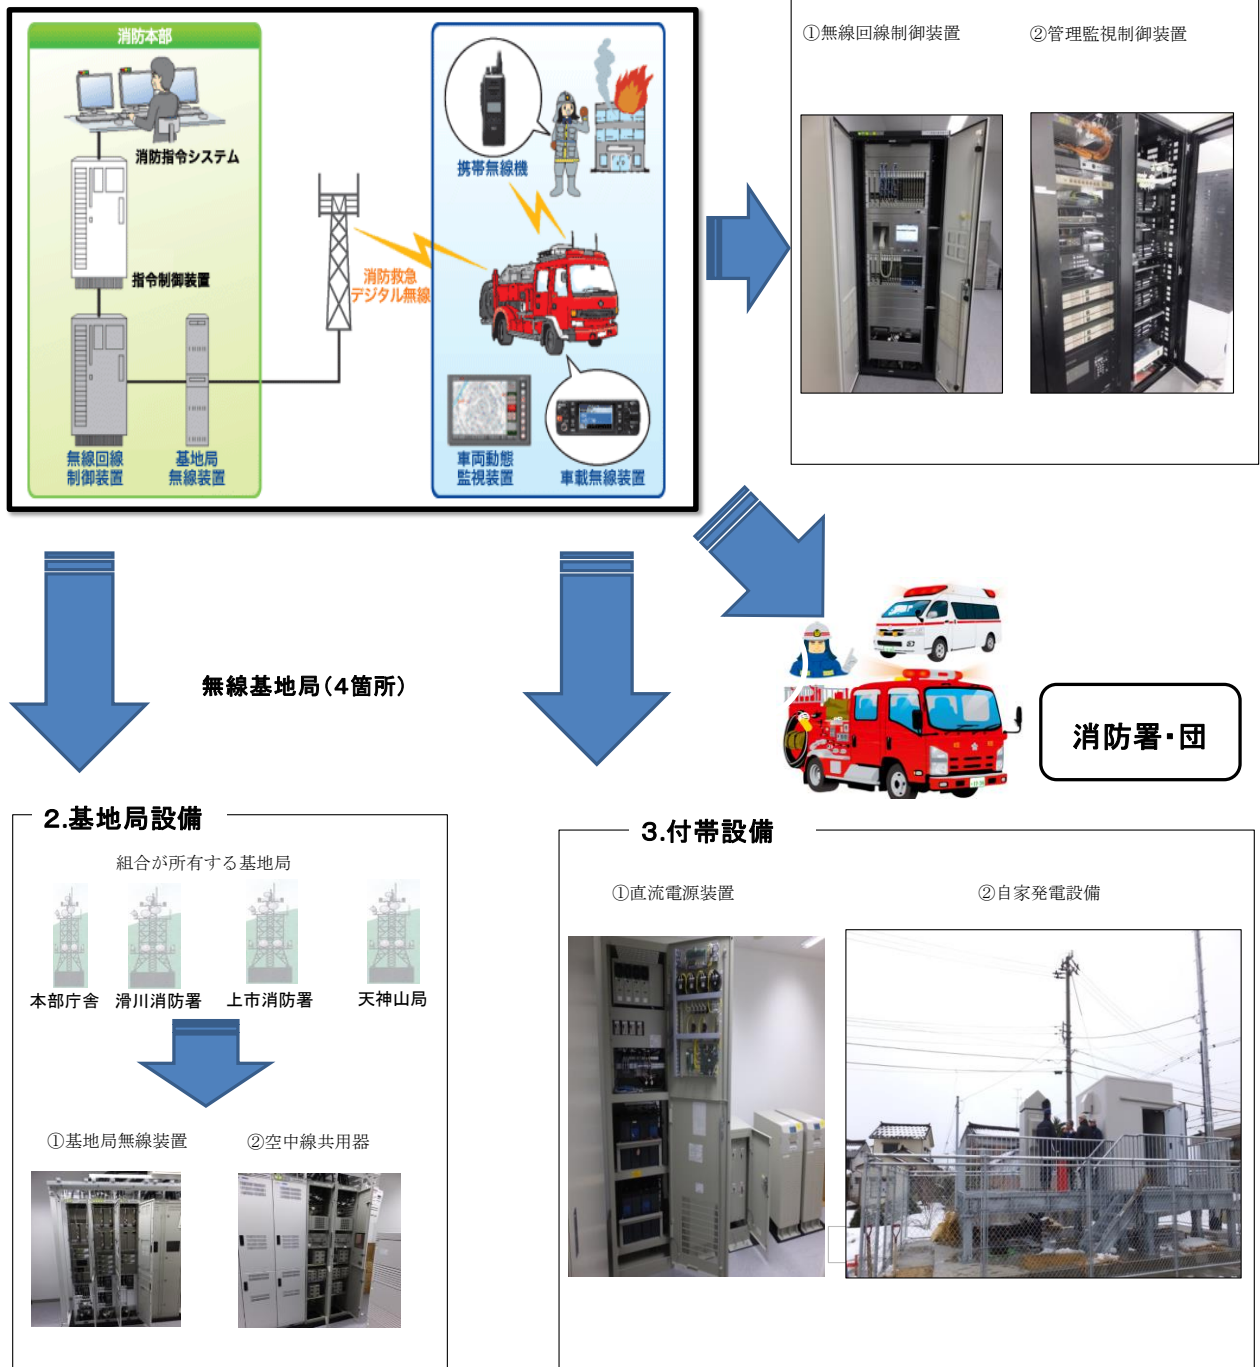 消防本部
消防指令システム
指令制御装置
無線回線
制御装置
基地局
無線装置
消防救急
デジタル無線
携帯無線機
車両動態
監視装置
車載無線装置
①無線回線制御装置
②管理監視制御装置
無線基地局(4箇所)
消防署・団
2.基地局設備
組合が所有する基地局
本部庁舎
滑川消防署
上市消防署
天神山局
①基地局無線装置
②空中線共用器
3.付帯設備
①直流電源装置
②自家発電設備